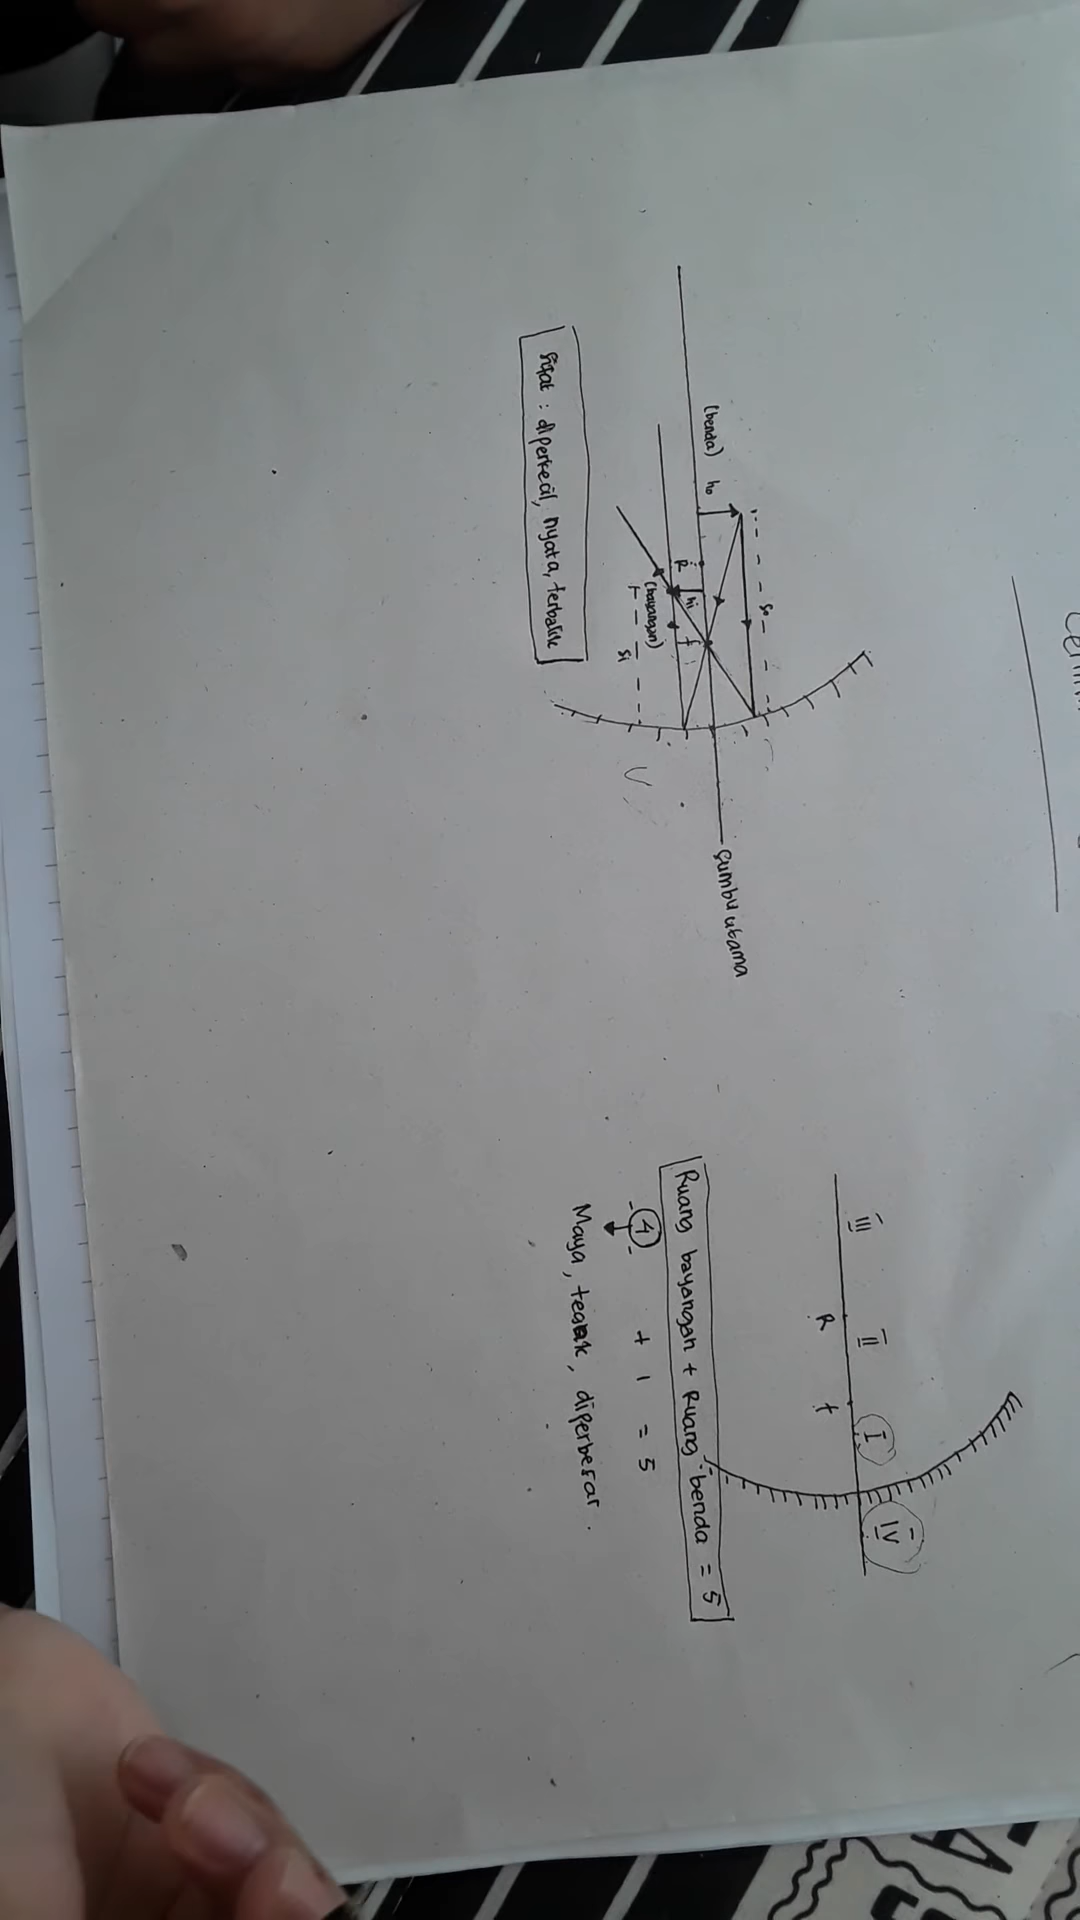 So
(benda) ho
R
hi
f
(bayangan)
Si
sumbu utama
Sifat : diperkecil, nyata, terbalik
III
II
I
IV
R
f
Ruang bayangan + Ruang benda = 5
4 + 1 = 5
Maya, tegak, diperbesar.